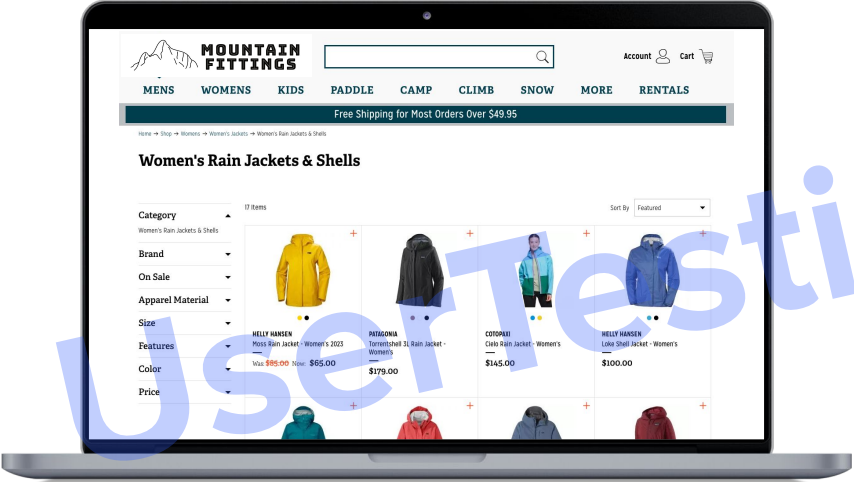 MOUNTAIN
FITTINGS
Account
Cart
MENS WOMENS KIDS PADDLE CAMP CLIMB SNOW MORE RENTALS
Free Shipping for Most Orders Over $49.95
Home → Shop → Womens → Women's Jackets → Women's Rain Jackets & Shells
Women's Rain Jackets & Shells
17 Items
Sort By Featured
Category
Women's Rain Jackets & Shells
Brand
On Sale
Apparel Material
Size
Features
Color
Price
HELLY HANSEN
Moss Rain Jacket - Women's 2023
Was: $85.00 Now: $65.00
PATAGONIA
Torrentshell 3L Rain Jacket -
Women's
$179.00
COTOPAXI
Cielo Rain Jacket - Women's
$145.00
HELLY HANSEN
Loke Shell Jacket - Women's
$100.00
UserTesti